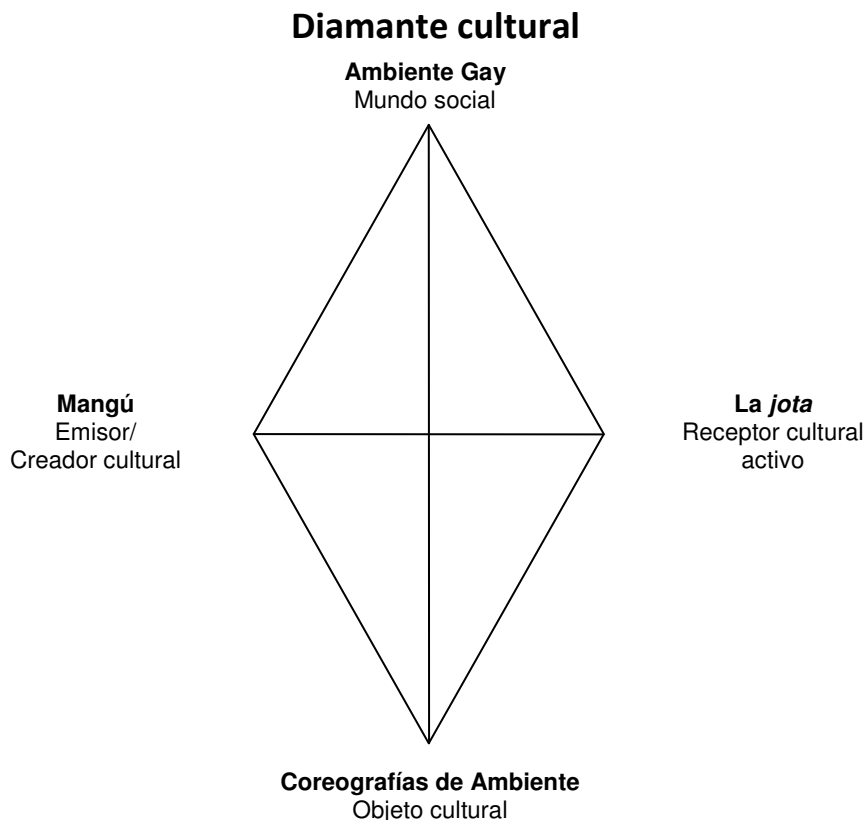 Diamante cultural
Ambiente Gay
Mundo social
Mangú
Emisor/
Creador cultural
La jota
Receptor cultural
activo
Coreografías de Ambiente
Objeto cultural